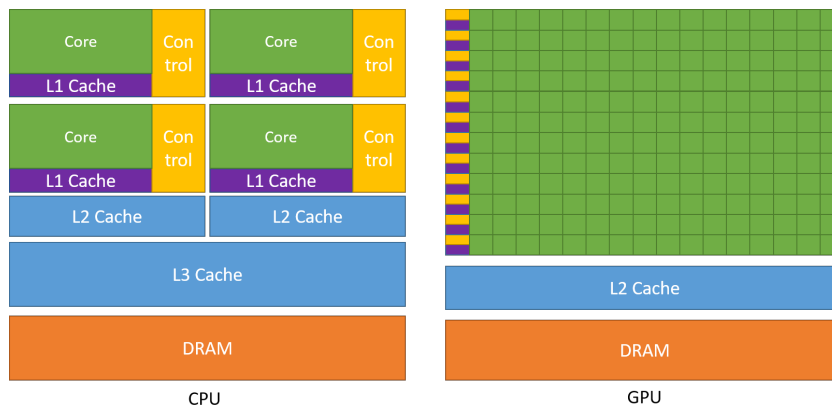 Core
Con
trol
Core
Con
trol
L1 Cache
L1 Cache
Core
Con
trol
Core
Con
trol
L1 Cache
L1 Cache
L2 Cache
L2 Cache
L3 Cache
DRAM
CPU
L2 Cache
DRAM
GPU